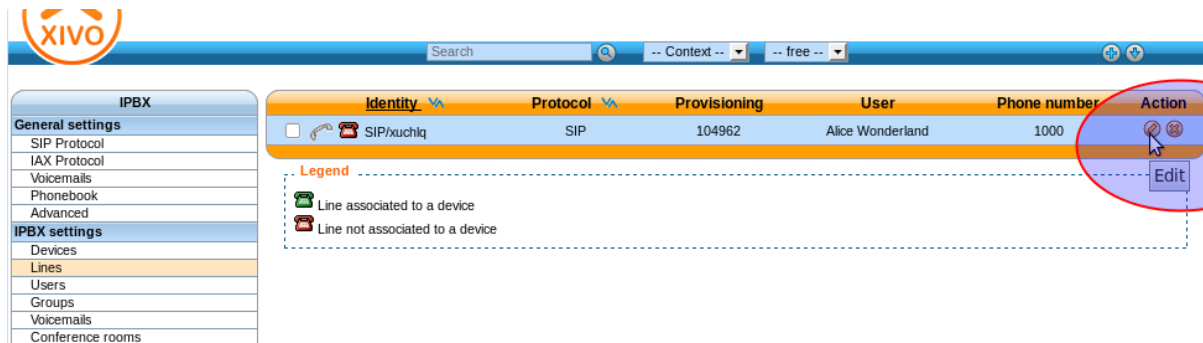 XIVO
Search -- Context -- -- free --
IPBX
General settings
SIP Protocol
IAX Protocol
Voicemails
Phonebook
Advanced
IPBX settings
Devices
Lines
Users
Groups
Voicemails
Conference rooms
Identity Protocol Provisioning User Phone number Action
SIP/xuchlq SIP 104962 Alice Wonderland 1000
Edit
Legend
Line associated to a device
Line not associated to a device